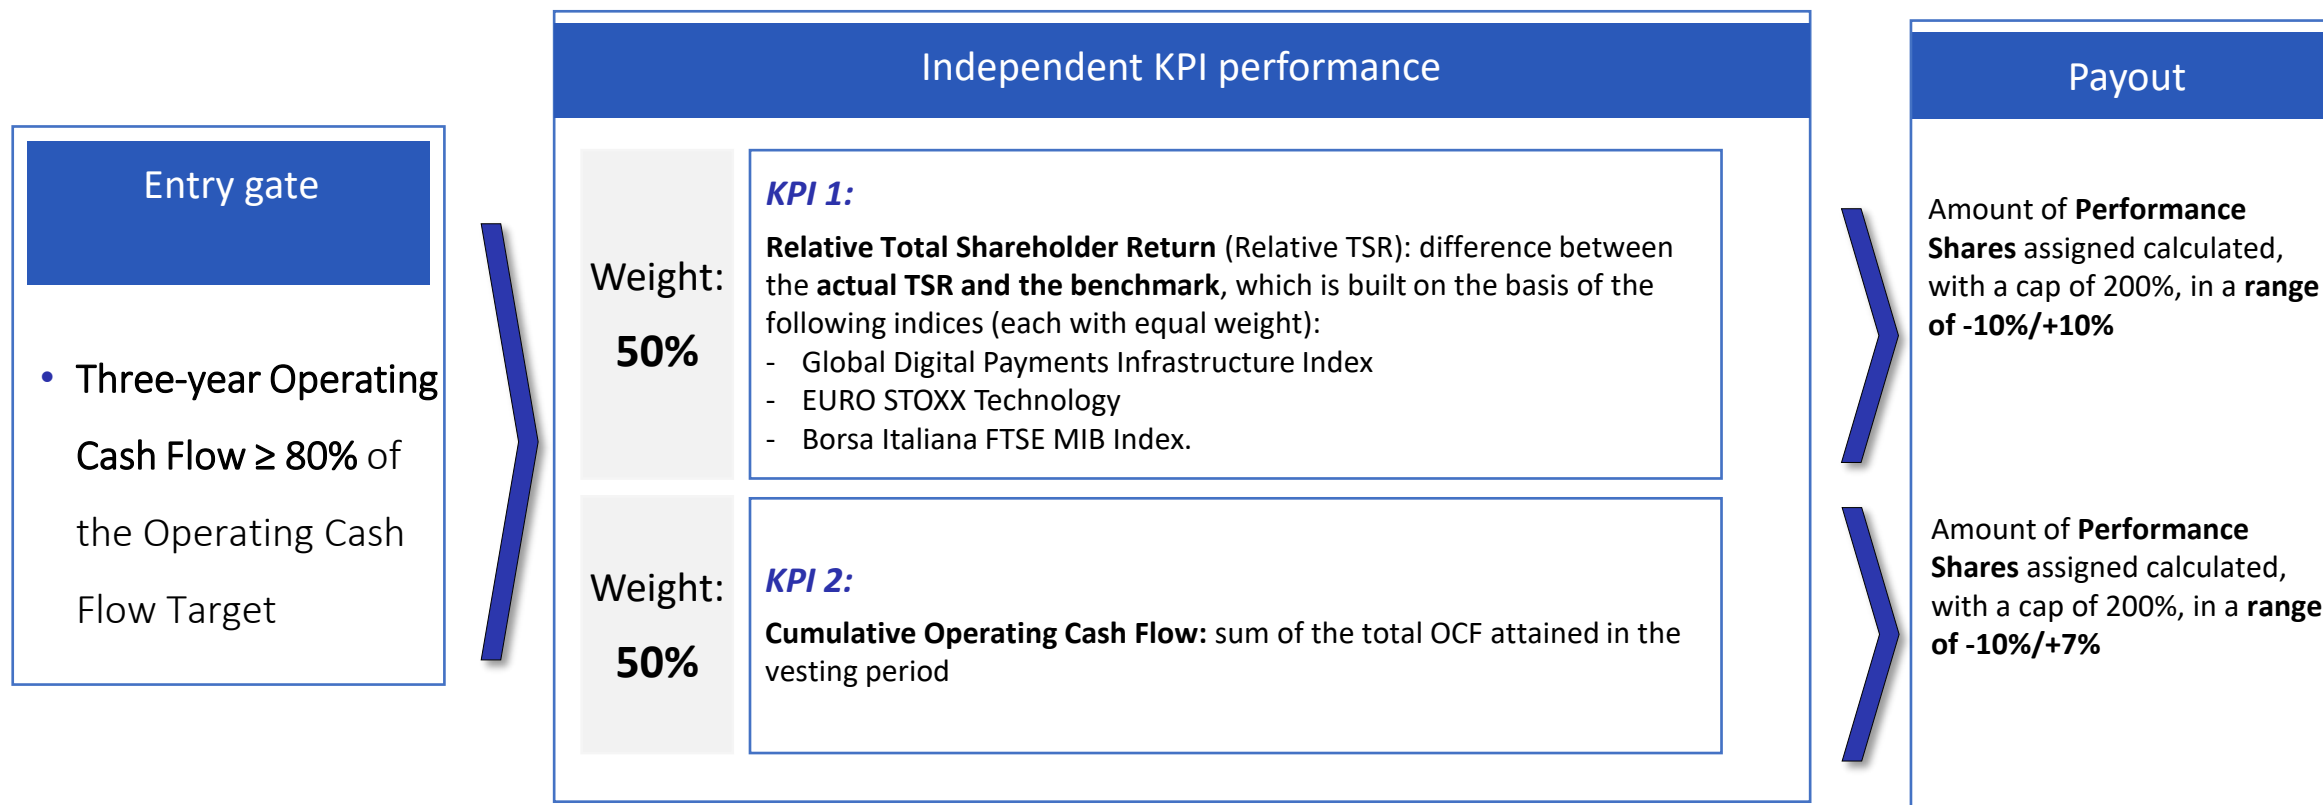 Entry gate
• Three-year Operating
Cash Flow ≥ 80% of
the Operating Cash
Flow Target
Independent KPI performance
Weight:
50%
KPI 1:
Relative Total Shareholder Return (Relative TSR): difference between
the actual TSR and the benchmark, which is built on the basis of the
following indices (each with equal weight):
- Global Digital Payments Infrastructure Index
- EURO STOXX Technology
- Borsa Italiana FTSE MIB Index.
Weight:
50%
KPI 2:
Cumulative Operating Cash Flow: sum of the total OCF attained in the
vesting period
Payout
Amount of Performance
Shares assigned calculated,
with a cap of 200%, in a range
of -10%/+10%
Amount of Performance
Shares assigned calculated,
with a cap of 200%, in a range
of -10%/+7%